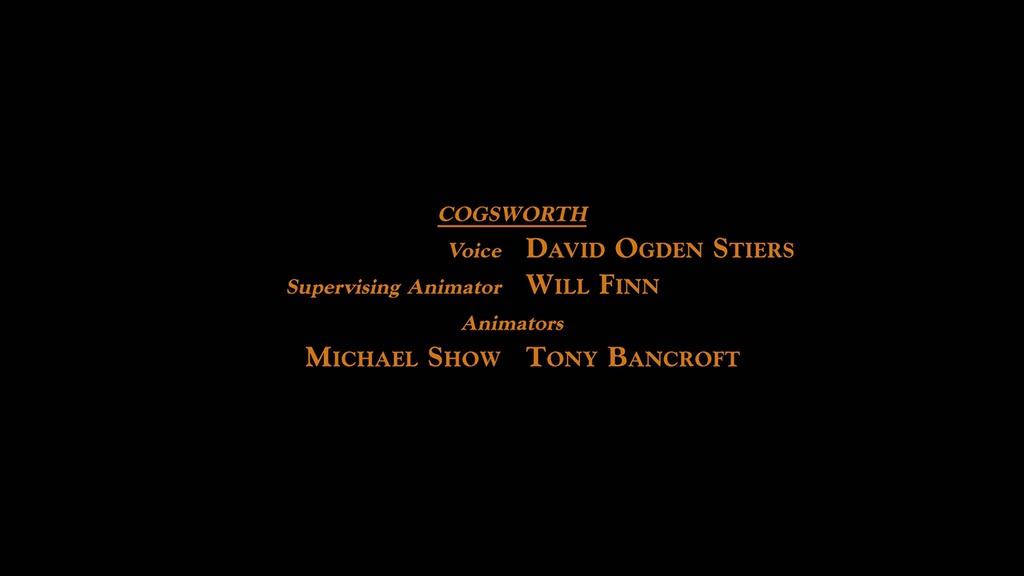 COGSWORTH
Voice David Ogden Stiers
Supervising Animator Will Finn
Animators
Michael Show Tony Bancroft